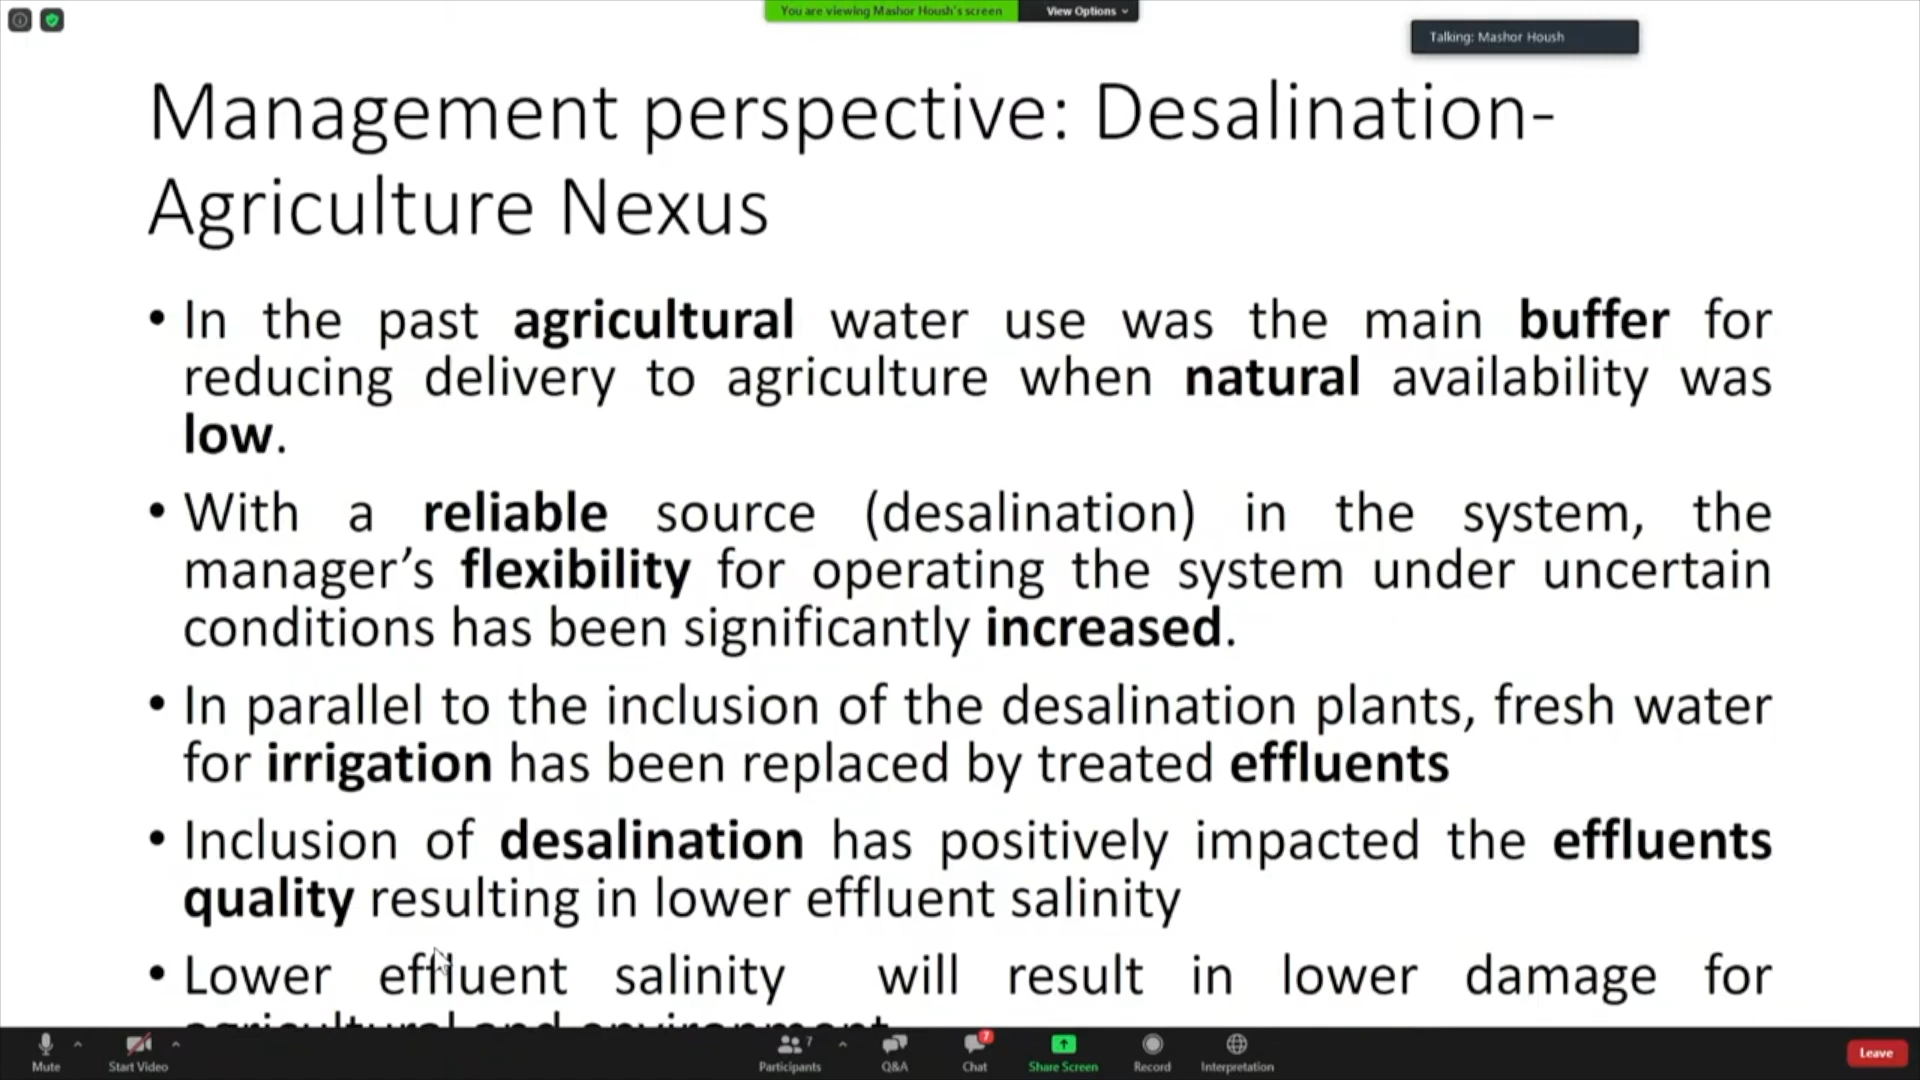 You are viewing Mashor Housh's screen View Options
Talking: Mashor Housh
Management perspective: Desalination-
Agriculture Nexus
• In the past agricultural water use was the main buffer for
reducing delivery to agriculture when natural availability was
low.
• With a reliable source (desalination) in the system, the
manager’s flexibility for operating the system under uncertain
conditions has been significantly increased.
• In parallel to the inclusion of the desalination plants, fresh water
for irrigation has been replaced by treated effluents
• Inclusion of desalination has positively impacted the effluents
quality resulting in lower effluent salinity
• Lower effluent salinity will result in lower damage for
agricultural and environment
7 7
Mute Start Video Participants Q&A Chat Share Screen Record Interpretation Leave